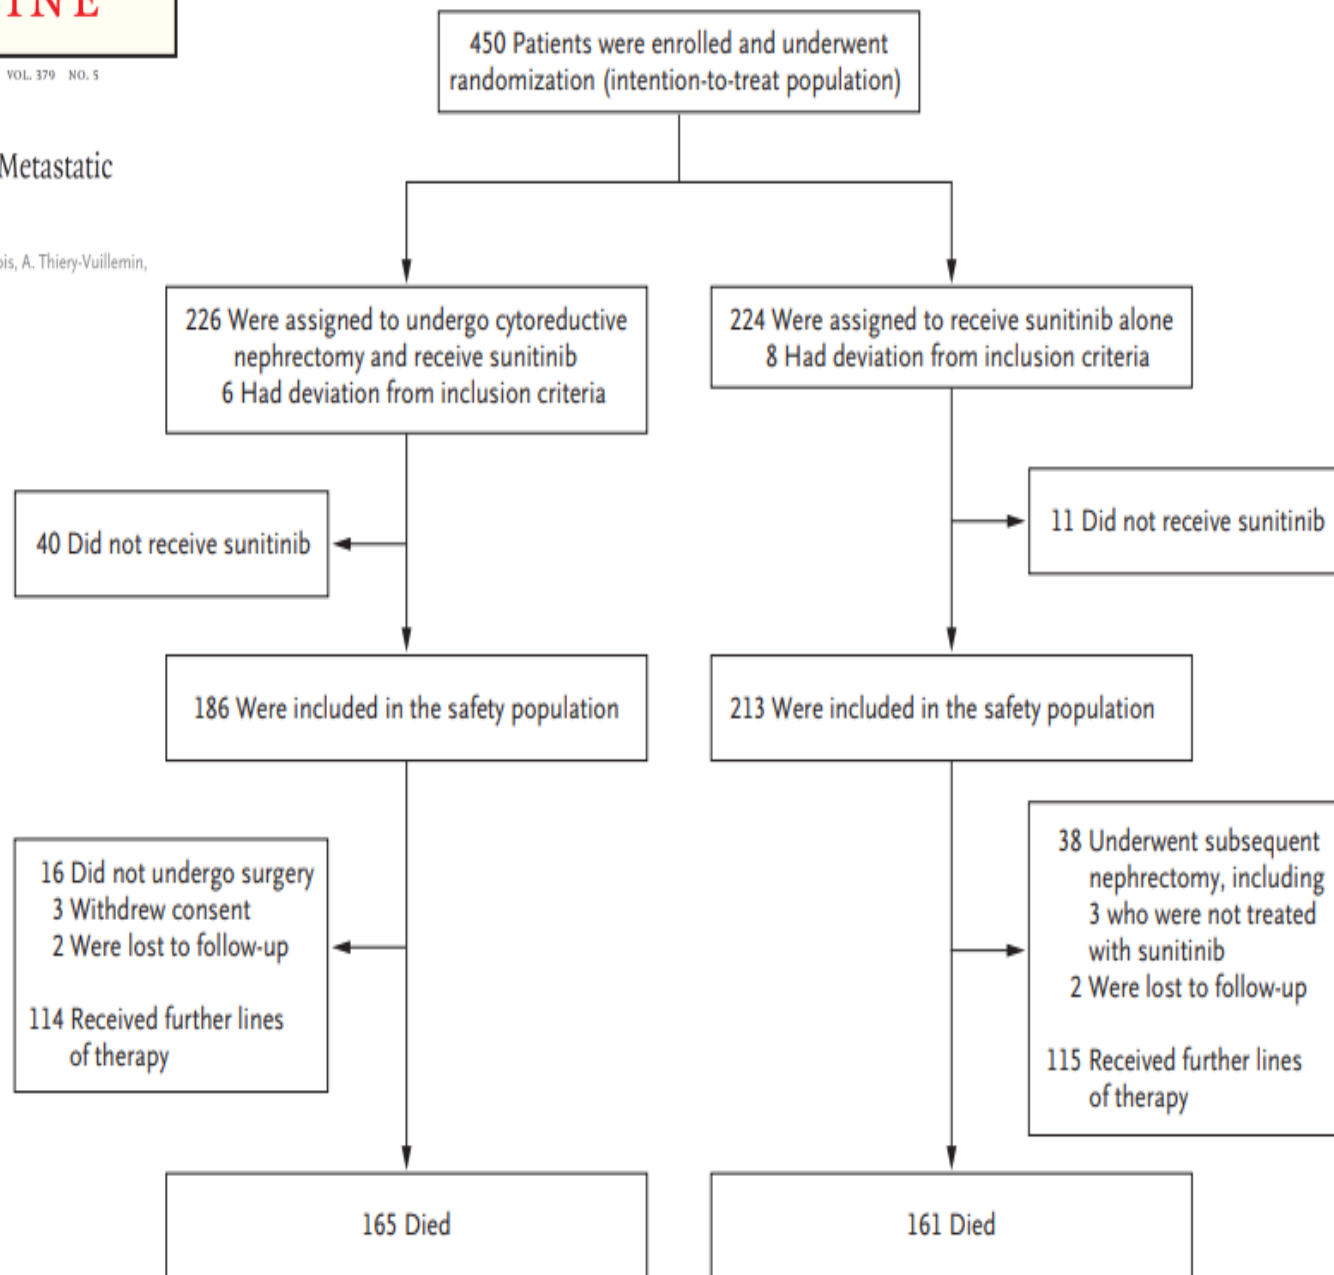 INE
VOL. 379 NO. 5
Metastatic
ois, A. Thiery-Vuillemin,
450 Patients were enrolled and underwent
randomization (intention-to-treat population)
226 Were assigned to undergo cytoreductive
nephrectomy and receive sunitinib
6 Had deviation from inclusion criteria
224 Were assigned to receive sunitinib alone
8 Had deviation from inclusion criteria
40 Did not receive sunitinib
11 Did not receive sunitinib
186 Were included in the safety population
213 Were included in the safety population
16 Did not undergo surgery
3 Withdrew consent
2 Were lost to follow-up
114 Received further lines
of therapy
38 Underwent subsequent
nephrectomy, including
3 who were not treated
with sunitinib
2 Were lost to follow-up
115 Received further lines
of therapy
165 Died
161 Died